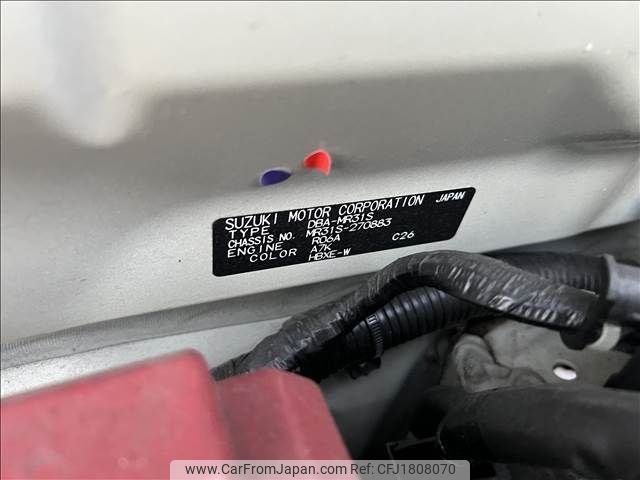 SUZUKI MOTOR CORPORATION JAPAN
TYPE DBA-MR31S
CHASSIS NO. MR31S-270883
ENGINE R06A C26
COLOR A7K
HBXE-W
www.CarFromJapan.com CFJ1808070